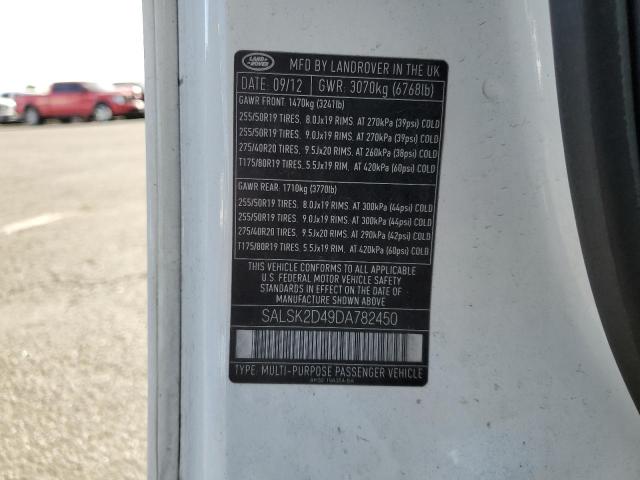 LAND ROVER
MFD BY LANDROVER IN THE UK
DATE: 09/12 GWR: 3070kg (6768lb)
GAWR FRONT: 1470kg (3241lb)
255/50R19 TIRES, 8.0Jx19 RIMS, AT 270kPa (39psi) COLD
255/50R19 TIRES, 9.0Jx19 RIMS, AT 270kPa (39psi) COLD
275/40R20 TIRES, 9.5Jx20 RIMS, AT 260kPa (38psi) COLD
T175/80R19 TIRES, 5.5Jx19 RIM, AT 420kPa (60psi) COLD
GAWR REAR: 1710kg (3770lb)
255/50R19 TIRES, 8.0Jx19 RIMS, AT 300kPa (44psi) COLD
255/50R19 TIRES, 9.0Jx19 RIMS, AT 300kPa (44psi) COLD
275/40R20 TIRES, 9.5Jx20 RIMS, AT 290kPa (42psi) COLD
T175/80R19 TIRES, 5.5Jx19 RIM, AT 420kPa (60psi) COLD
THIS VEHICLE CONFORMS TO ALL APPLICABLE
U.S. FEDERAL MOTOR VEHICLE SAFETY
STANDARDS IN EFFECT ON THE DATE OF
MANUFACTURE SHOWN ABOVE.
SALSK2D49DA782450
TYPE: MULTI-PURPOSE PASSENGER VEHICLE